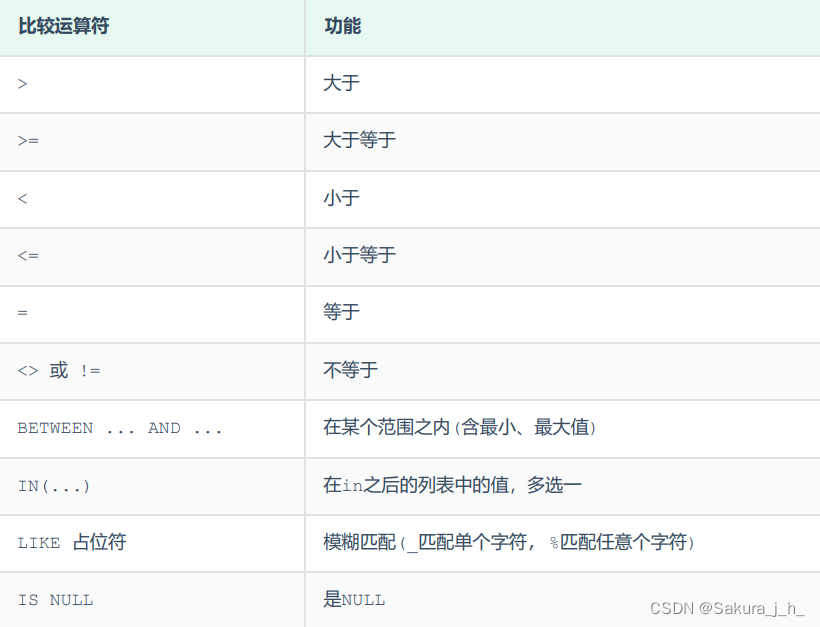 比较运算符 功能
> 大于
>= 大于等于
< 小于
<= 小于等于
= 等于
<> 或 != 不等于
BETWEEN ... AND ... 在某个范围之内(含最小、最大值)
IN(...) 在in之后的列表中的值，多选一
LIKE 占位符 模糊匹配(_匹配单个字符, %匹配任意个字符)
IS NULL 是NULL
CSDN @Sakura_j_h_